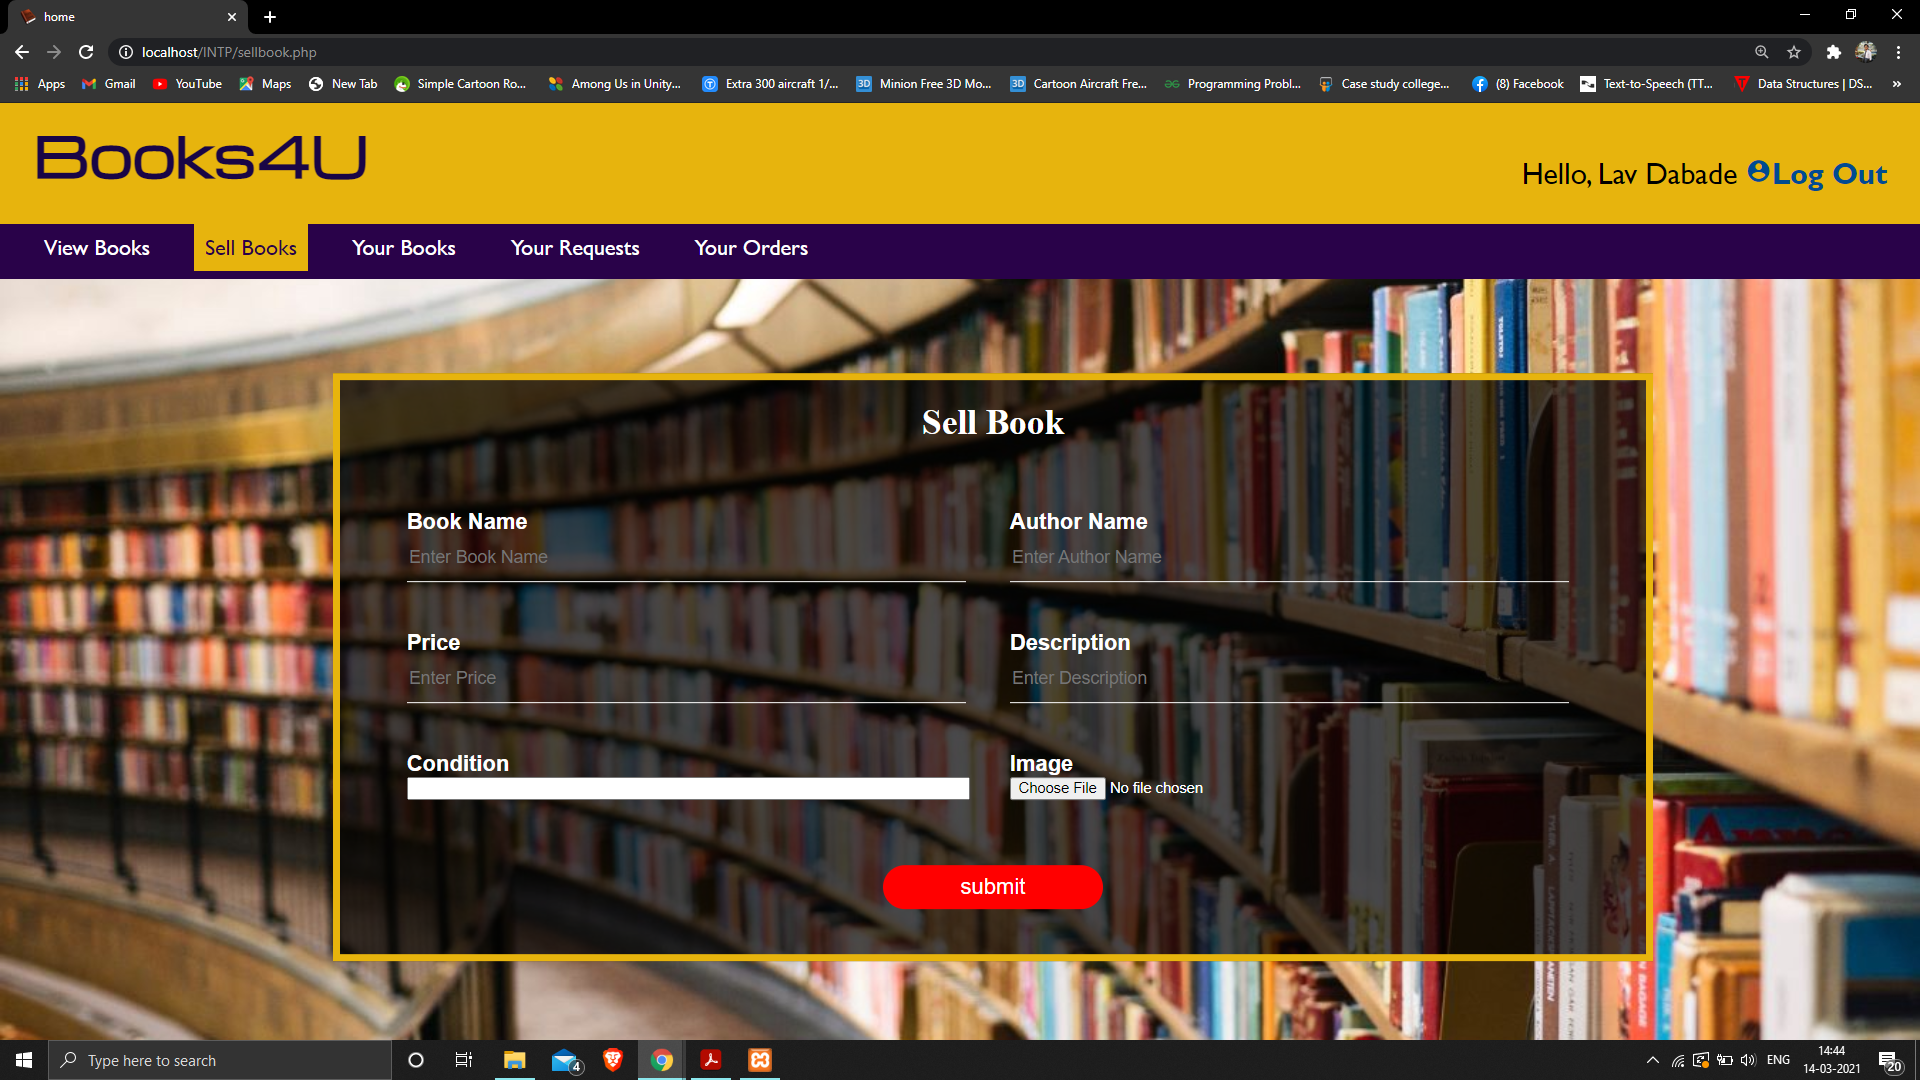 home
localhost/INTP/sellbook.php
Apps Gmail YouTube Maps New Tab Simple Cartoon Ro... Among Us in Unity... Extra 300 aircraft 1/... 3D Minion Free 3D Mo... 3D Cartoon Aircraft Fre... Programming Probl... Case study college... (8) Facebook Text-to-Speech (TT... Data Structures | DS... »
Books4U
Hello, Lav Dabade Log Out
View Books Sell Books Your Books Your Requests Your Orders
Sell Book
Book Name Author Name
Enter Book Name Enter Author Name
Price Description
Enter Price Enter Description
Condition Image
Choose File No file chosen
submit
Type here to search
4
ENG
14:44
14-03-2021
20